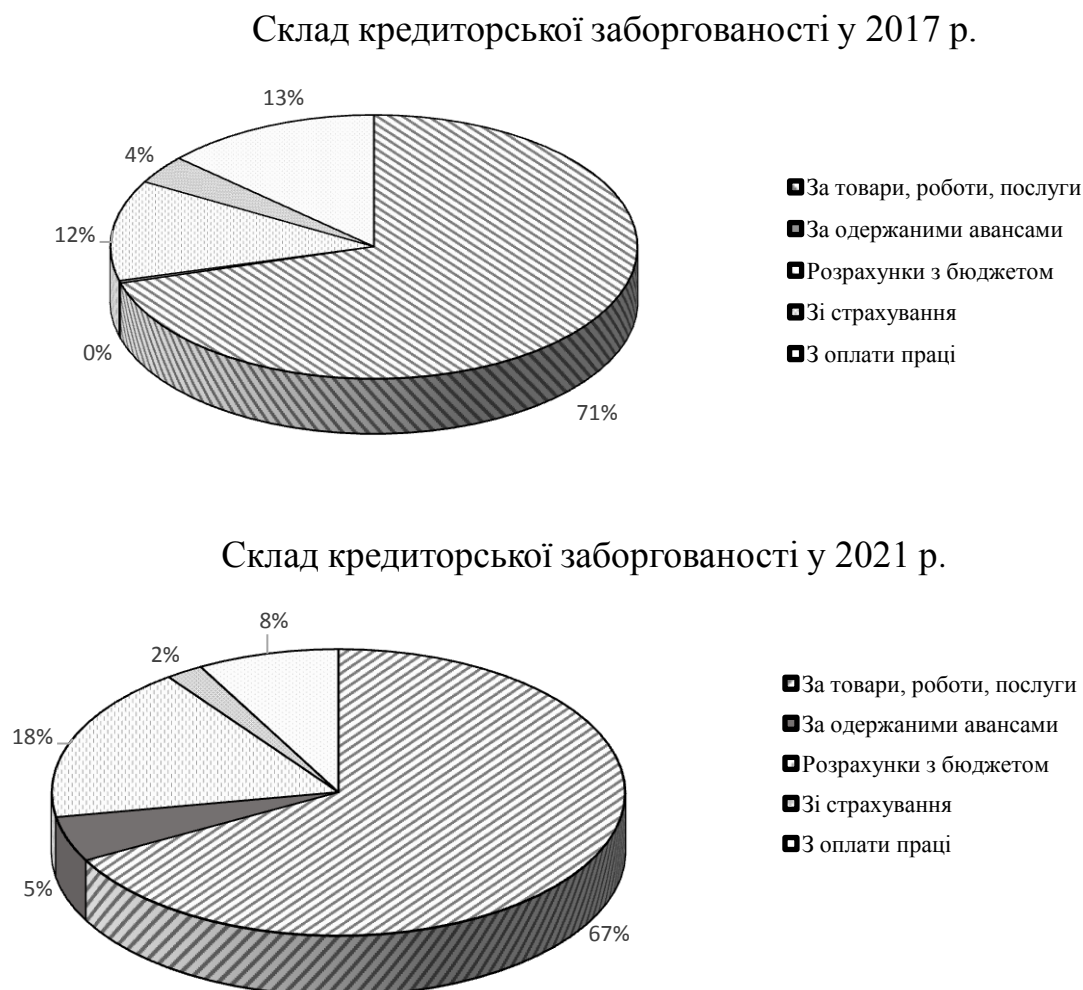 Склад кредиторської заборгованості у 2017 р.
13%
4%
12%
0%
71%
За товари, роботи, послуги
За одержаними авансами
Розрахунки з бюджетом
Зі страхування
З оплати праці
Склад кредиторської заборгованості у 2021 р.
8%
2%
18%
5%
67%
За товари, роботи, послуги
За одержаними авансами
Розрахунки з бюджетом
Зі страхування
З оплати праці